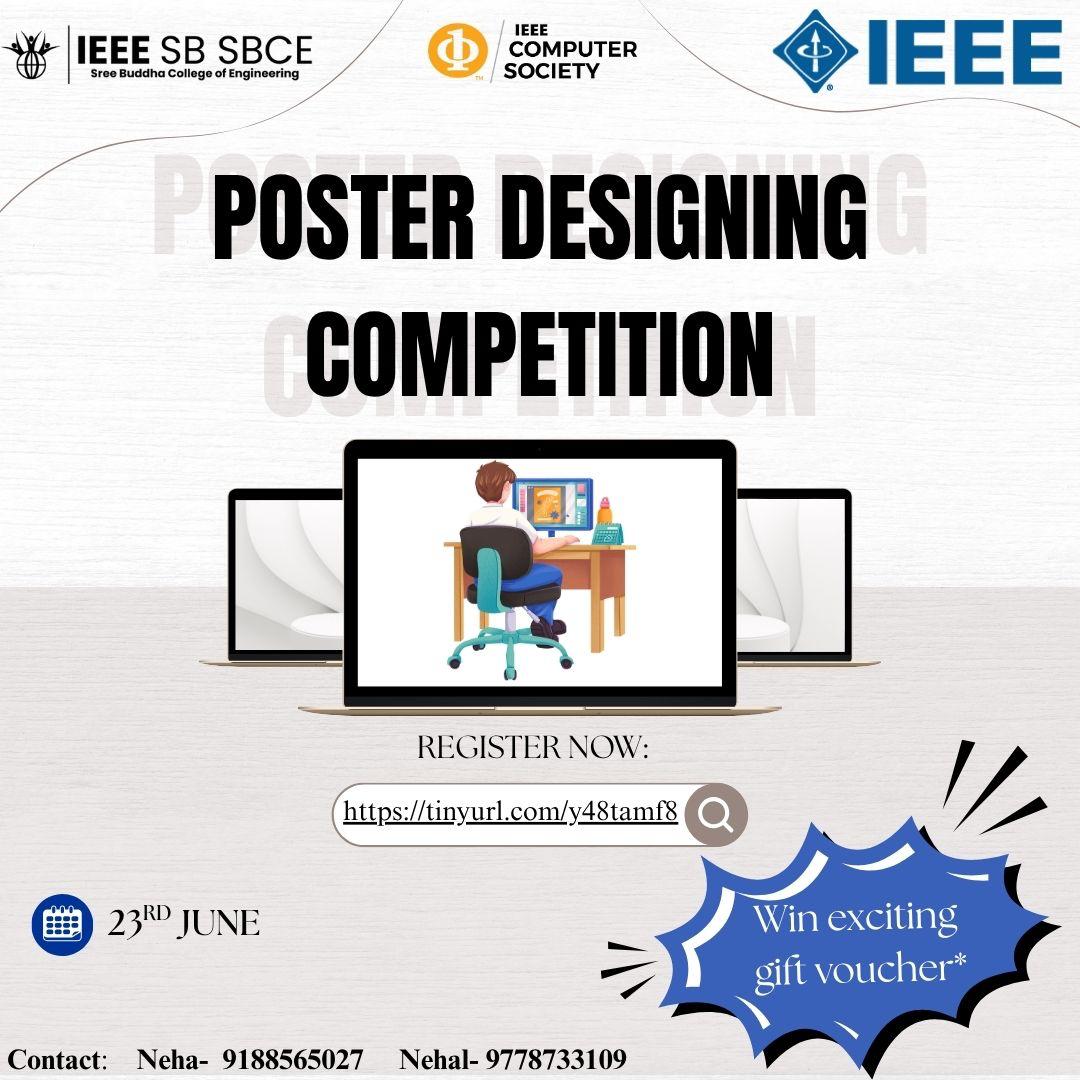 IEEE SB SBCE
Sree Buddha College of Engineering
IEEE
COMPUTER
SOCIETY
TM
IEEE
®
POSTER DESIGNING
COMPETITION
REGISTER NOW:
https://tinyurl.com/y48tamf8
23RD JUNE
Win exciting
gift voucher*
Contact: Neha- 9188565027 Nehal- 9778733109